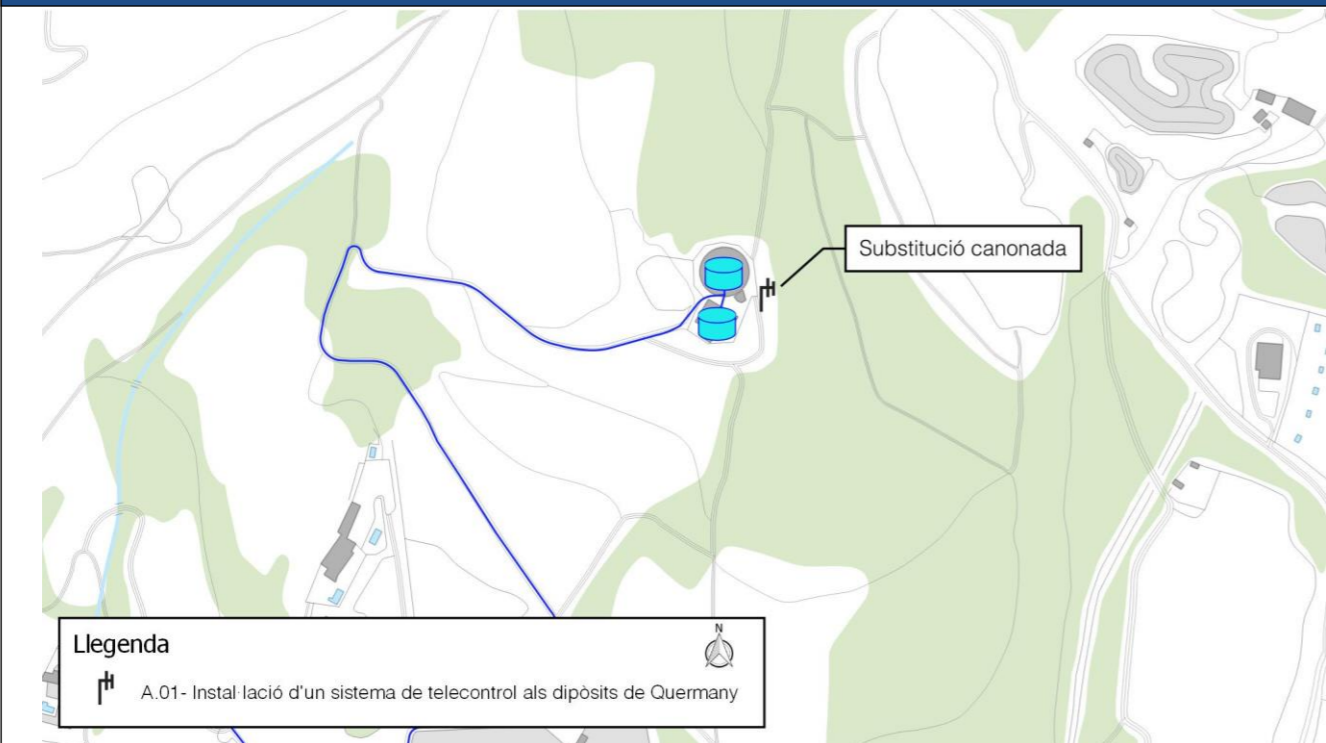 Substitució canonada
Llegenda
N
A.01- Instal·lació d'un sistema de telecontrol als dipòsits de Quermany